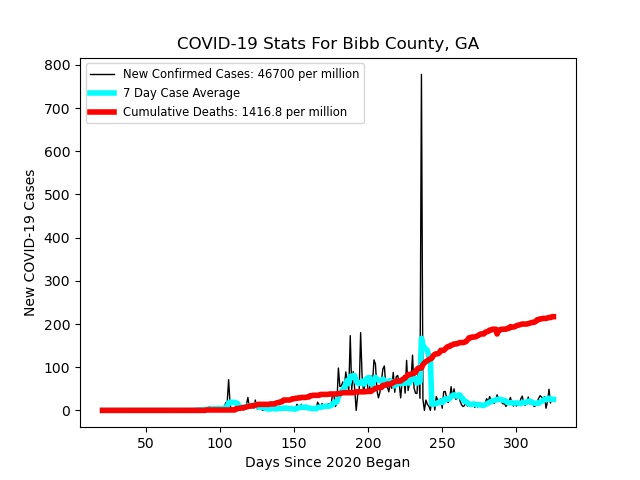 COVID-19 Stats For Bibb County, GA
New Confirmed Cases: 46700 per million
7 Day Case Average
Cumulative Deaths: 1416.8 per million
New COVID-19 Cases
800
700
600
500
400
300
200
100
0
50 100 150 200 250 300
Days Since 2020 Began